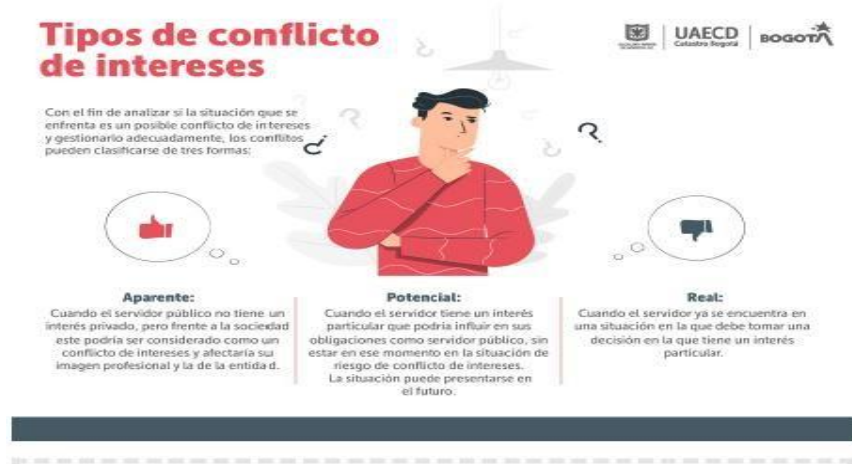 Tipos de conflicto
de intereses
UAECD
Catastro Bogotá
BOGOTÁ
Con el fin de analizar si la situación que se
enfrenta es un posible conflicto de intereses
y gestionarlo adecuadamente, los conflitos
pueden clasificarse de tres formas:
Aparente:
Cuando el servidor público no tiene un
interés privado, pero frente a la sociedad
este podría ser considerado como un
conflicto de intereses y afectaría su
imagen profesional y la de la entidad.
Potencial:
Cuando el servidor tiene un interés
particular que podría influir en sus
obligaciones como servidor público, sin
estar en ese momento en la situación de
riesgo de conflicto de intereses.
La situación puede presentarse en
el futuro.
Real:
Cuando el servidor ya se encuentra en
una situación en la que debe tomar una
decisión en la que tiene un interés
particular.